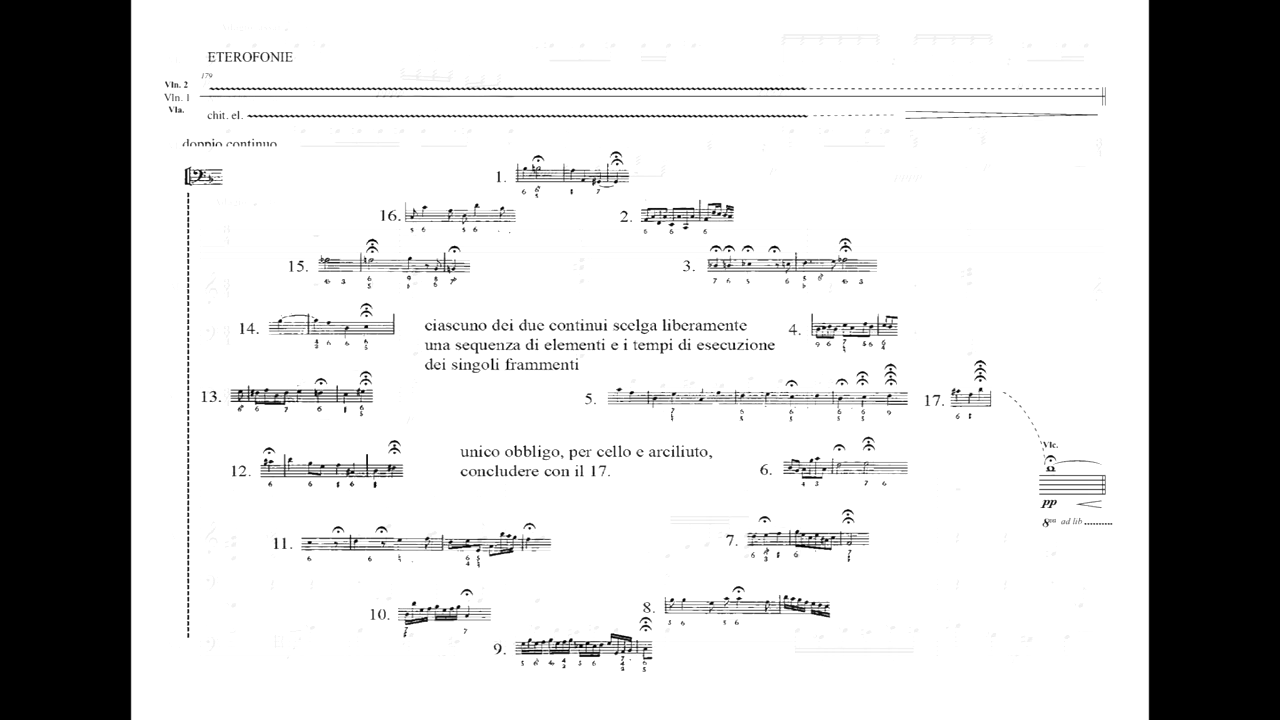 ETEROFONIE
179
Vln. 2
Vln. 1
Vla.
chit. el.
doppio continuo
1.
16.
2.
15.
3.
14.
ciascuno dei due continui scelga liberamente
una sequenza di elementi e i tempi di esecuzione
dei singoli frammenti
4.
13.
5.
17.
Vlc.
12.
unico obbligo, per cello e arciliuto,
concludere con il 17.
6.
pp
8va ad lib
11.
7.
10.
8.
9.